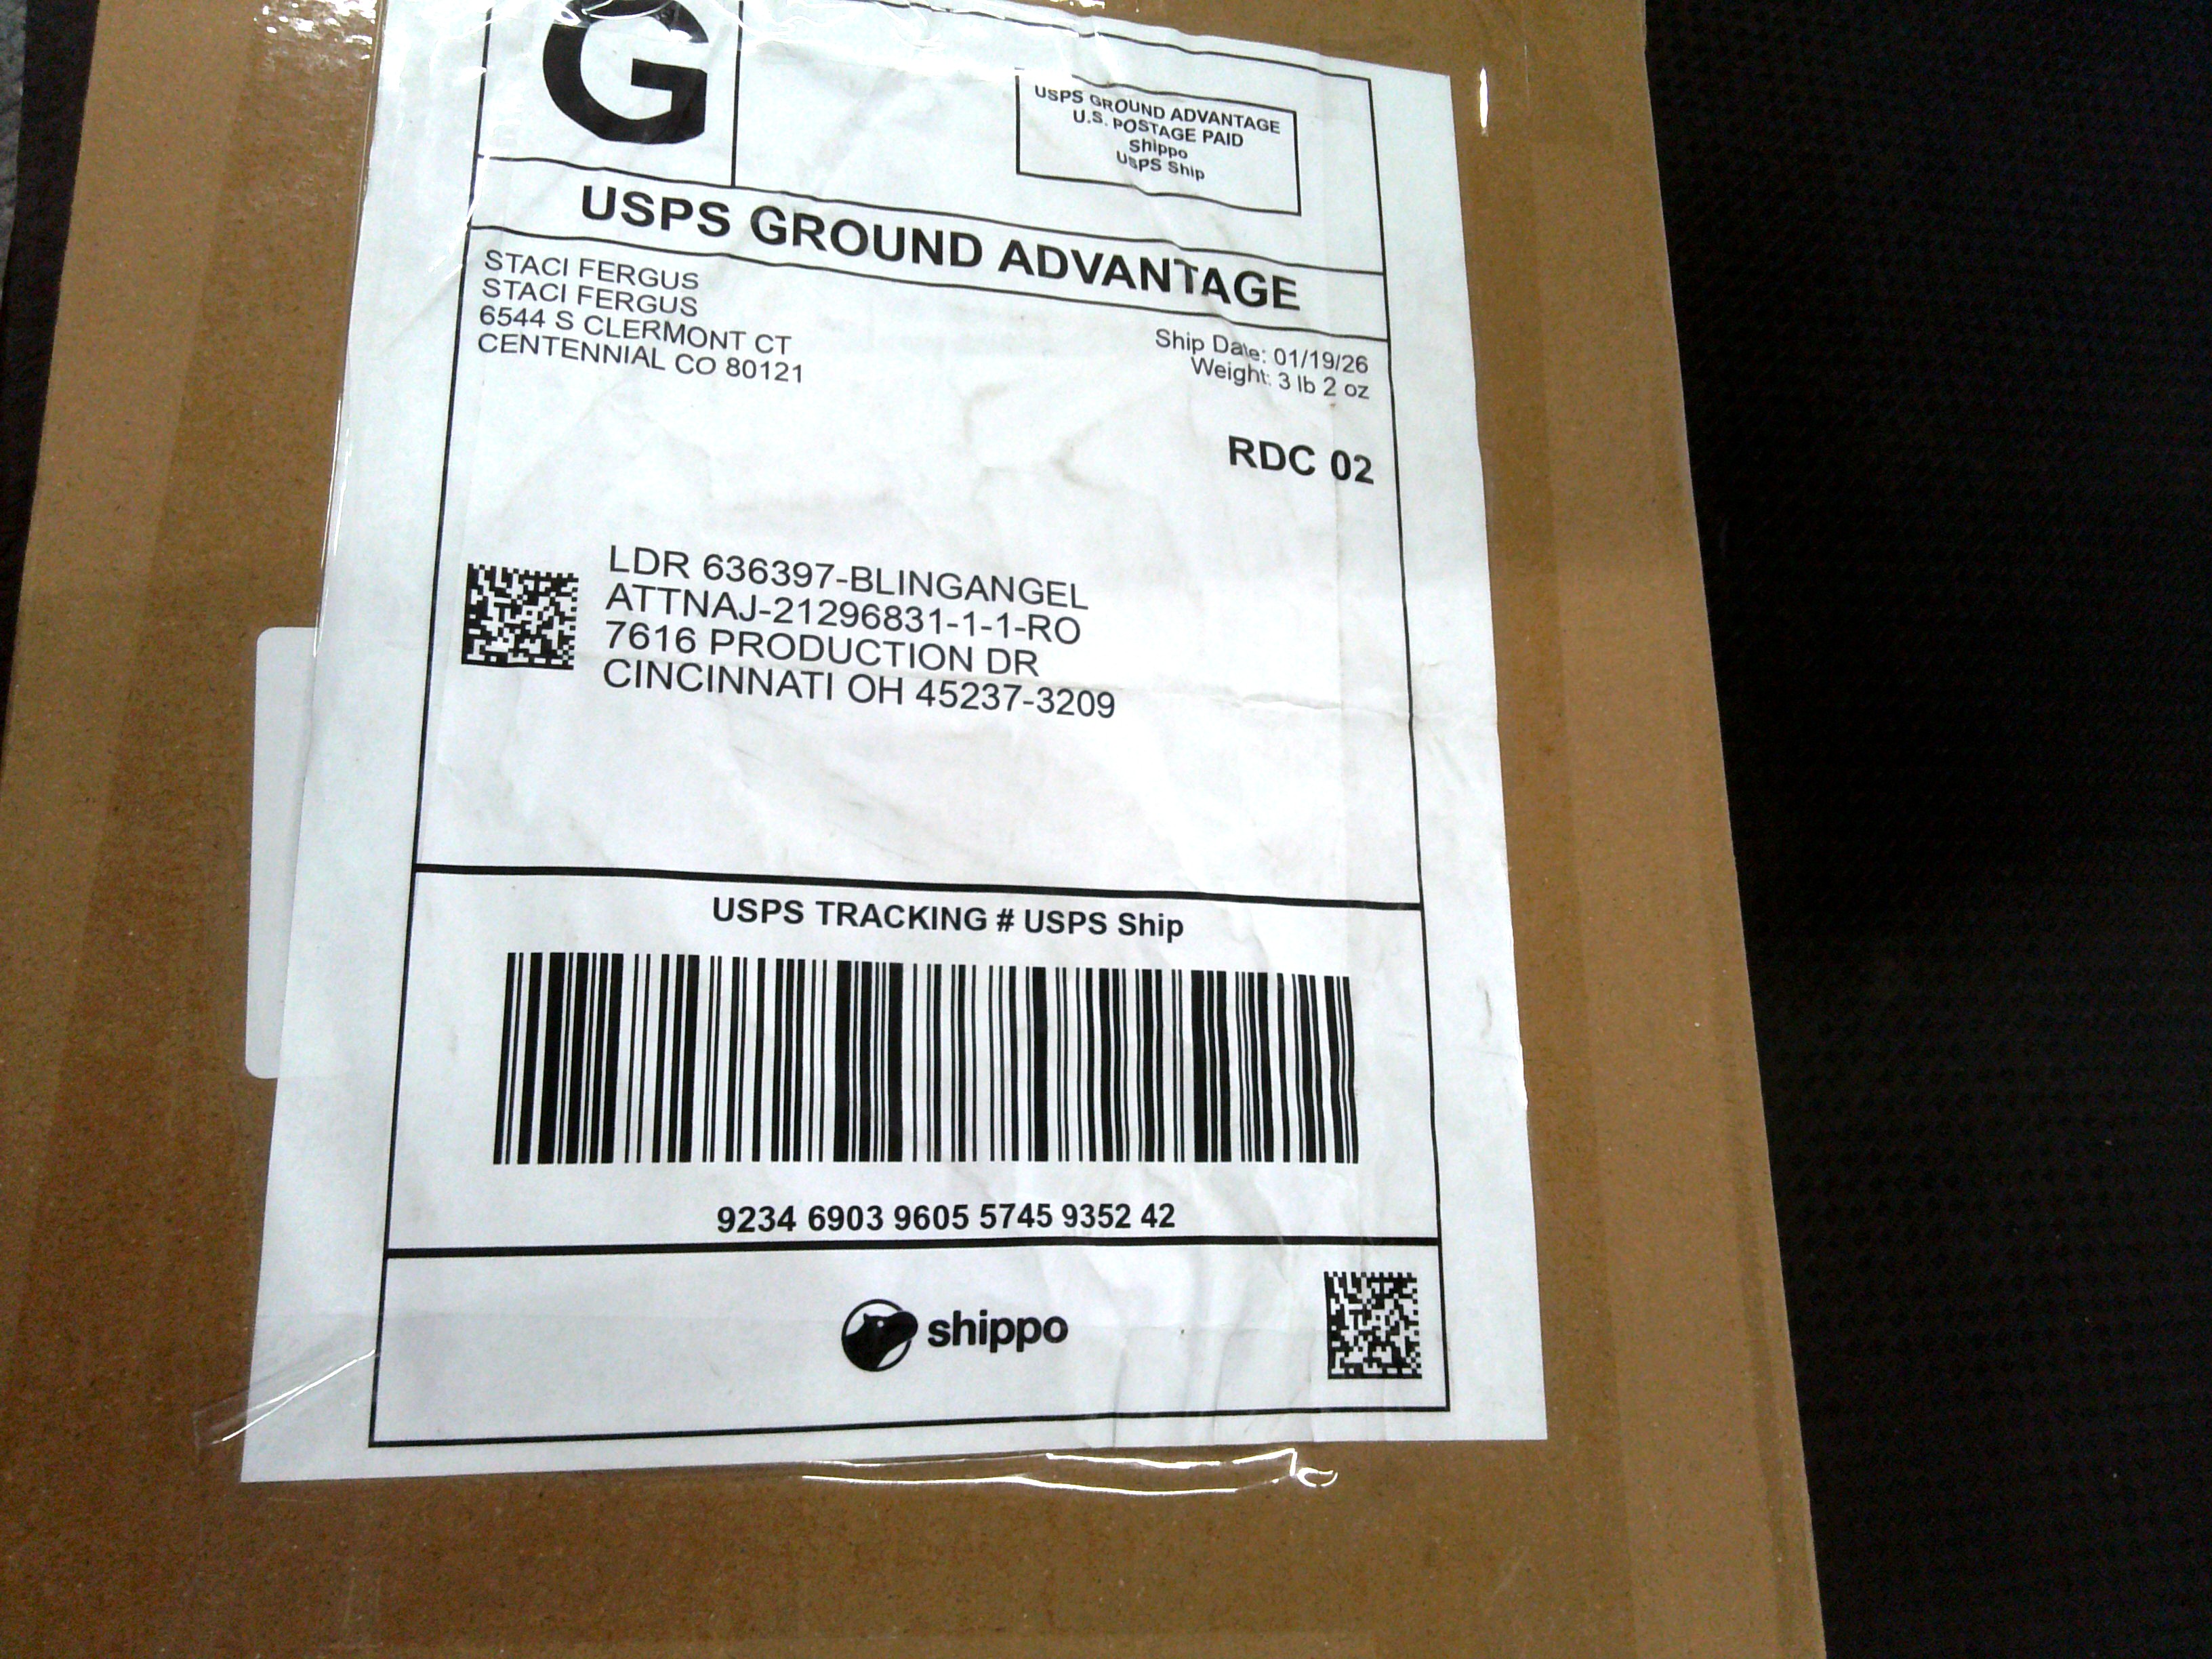 G
USPS GROUND ADVANTAGE
U.S. POSTAGE PAID
Shippo
USPS Ship
USPS GROUND ADVANTAGE
STACI FERGUS
STACI FERGUS
6544 S CLERMONT CT
CENTENNIAL CO 80121
Ship Date: 01/19/26
Weight: 3 lb 2 oz
RDC 02
LDR 636397-BLINGANGEL
ATTNAJ-21296831-1-1-RO
7616 PRODUCTION DR
CINCINNATI OH 45237-3209
USPS TRACKING # USPS Ship
9234 6903 9605 5745 9352 42
shippo